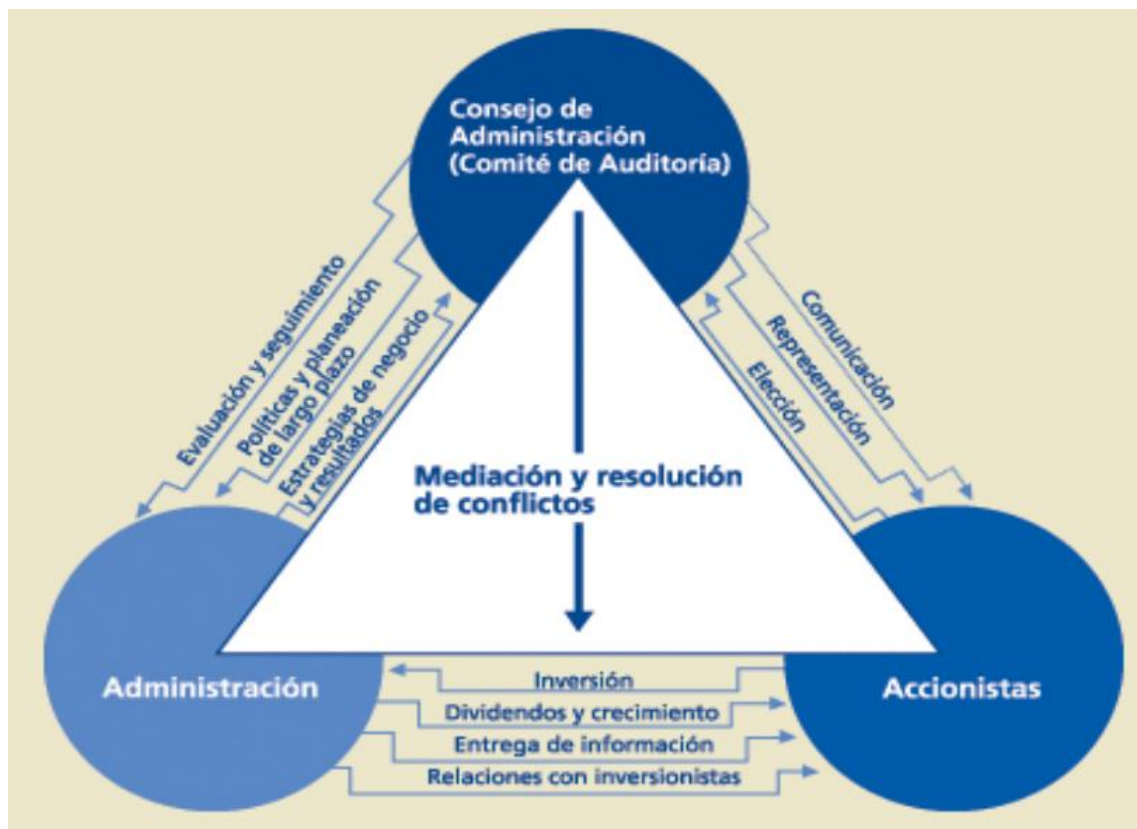 Consejo de
Administración
(Comité de Auditoría)
Evaluación y seguimiento
Políticas y planeación
de largo plazo
Estrategias de negocio
y resultados
Comunicación
Representación
Elección
Mediación y resolución
de conflictos
Administración
Accionistas
Inversión
Dividendos y crecimiento
Entrega de información
Relaciones con inversionistas